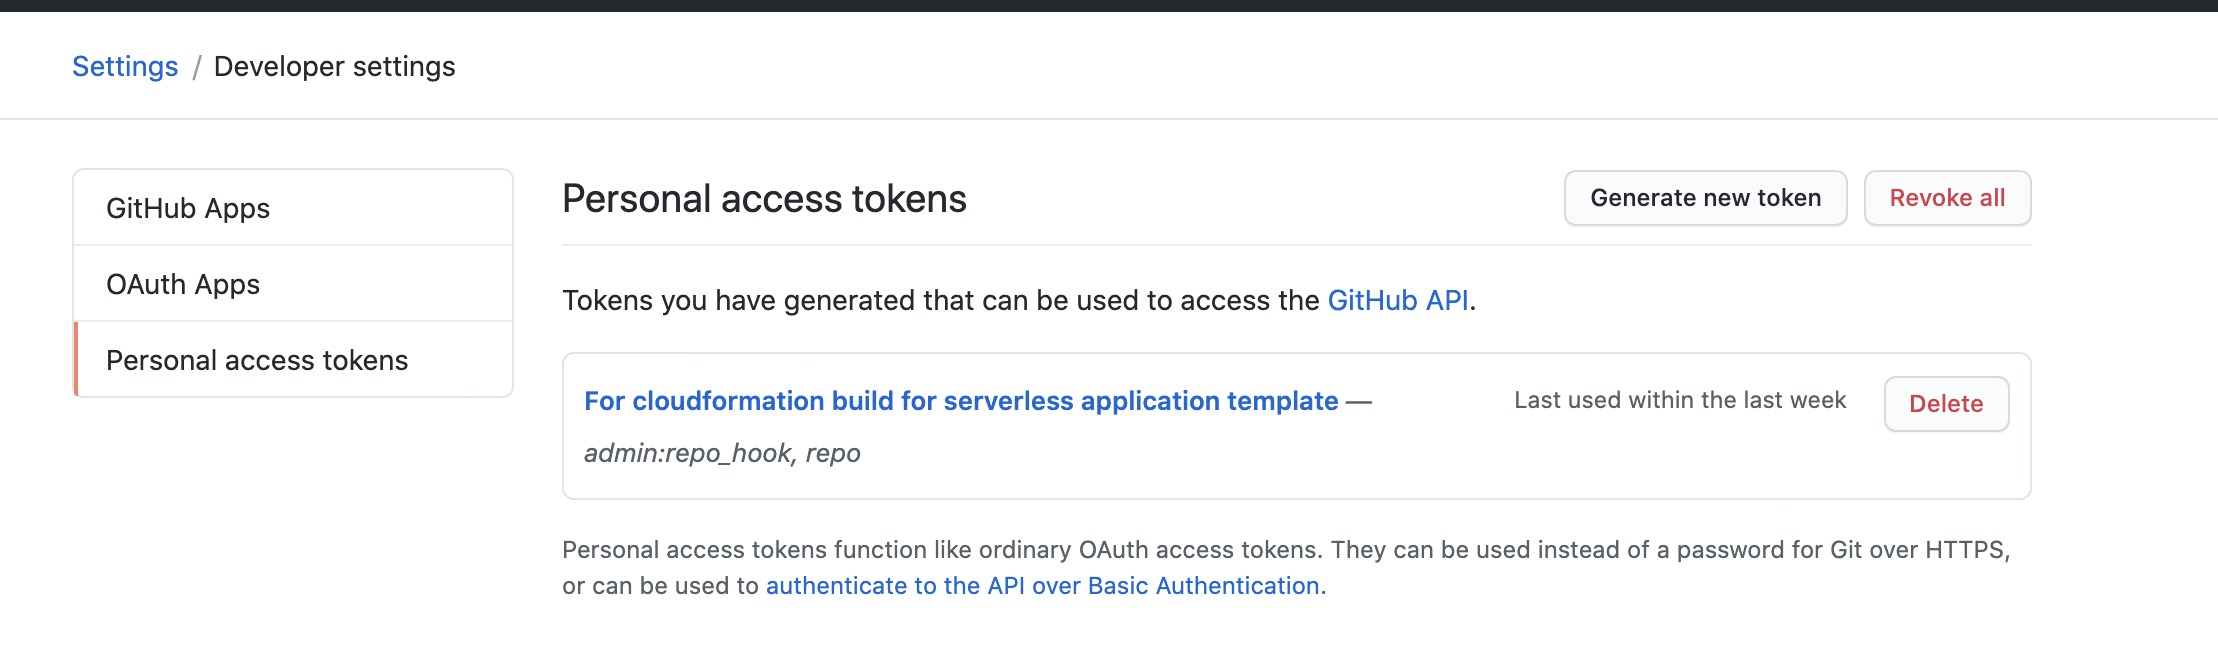 Settings / Developer settings
GitHub Apps
OAuth Apps
Personal access tokens
Personal access tokens
Generate new token
Revoke all
Tokens you have generated that can be used to access the GitHub API.
For cloudformation build for serverless application template —
admin:repo_hook, repo
Last used within the last week
Delete
Personal access tokens function like ordinary OAuth access tokens. They can be used instead of a password for Git over HTTPS,
or can be used to authenticate to the API over Basic Authentication.